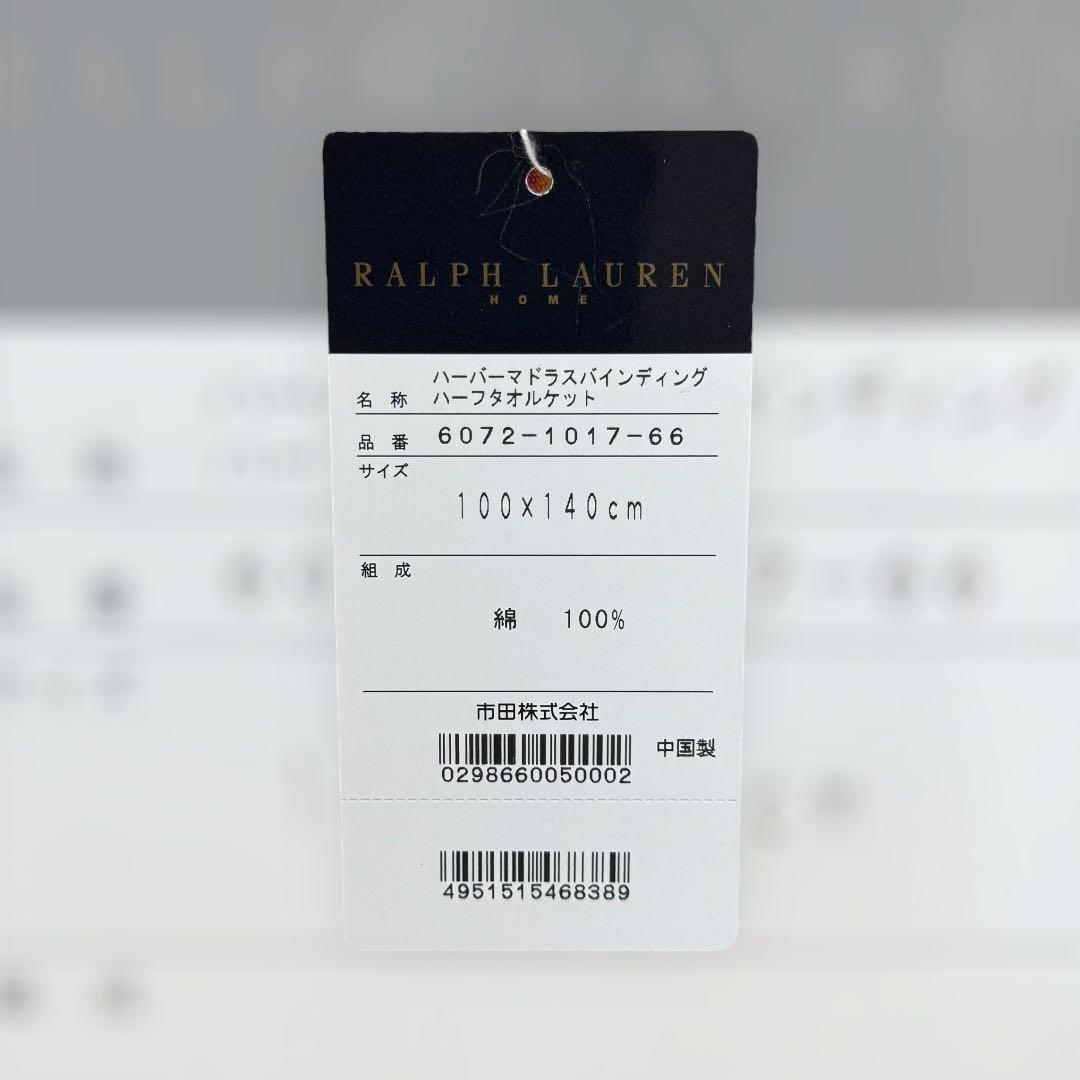 RALPH LAUREN
HOME
ハーバーマドラスバインディング
名 称 ハーフタオルケット
品 番 6072-1017-66
サイズ
100×140cm
組 成
綿 100%
市田株式会社
中国製
0298660050002
4951515468389